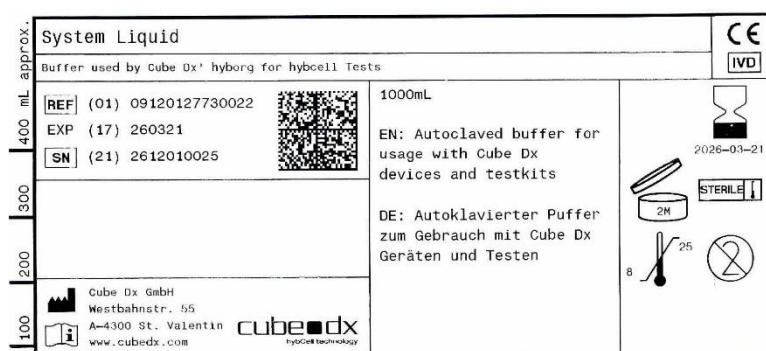 System Liquid
Buffer used by Cube Dx' hyborg for hybcell Tests
CE
IVD
REF (01) 09120127730022
EXP (17) 260321
SN (21) 2612010025
1000mL
EN: Autoclaved buffer for
usage with Cube Dx
devices and testkits
DE: Autoklavierter Puffer
zum Gebrauch mit Cube Dx
Geräten und Testen
2026-03-21
STERILE
2M
8
25
2
Cube Dx GmbH
Westbahnstr. 55
A-4300 St. Valentin
www.cubedx.com
i
cube dx
hybCell technology
100
200
300
400 mL approx.